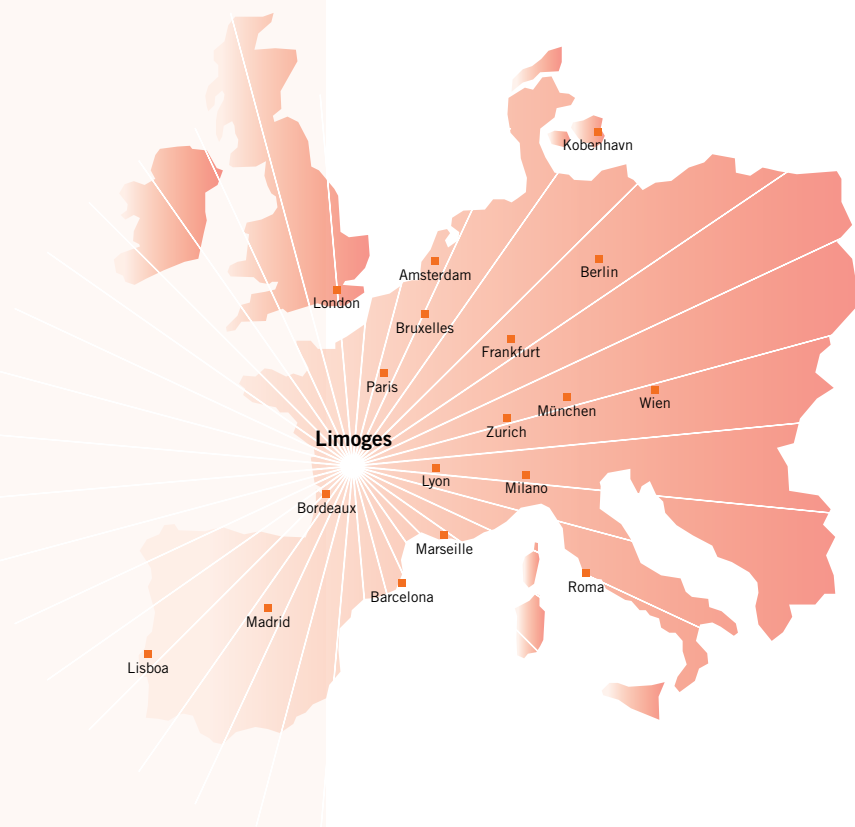 Kobenhavn
Amsterdam
Berlin
London
Bruxelles
Frankfurt
Paris
München
Wien
Zurich
Limoges
Lyon
Milano
Bordeaux
Marseille
Roma
Barcelona
Madrid
Lisboa